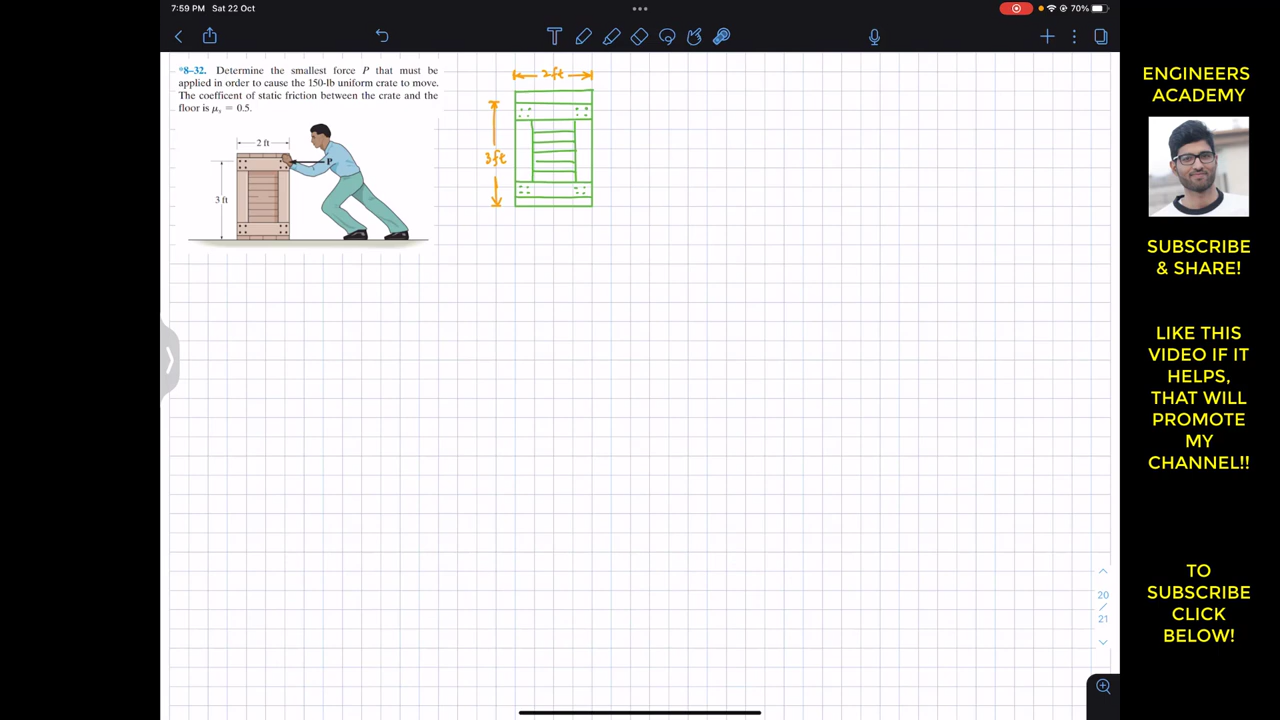 7:59 PM Sat 22 Oct
70%
*8–32. Determine the smallest force P that must be
applied in order to cause the 150-lb uniform crate to move.
The coefficent of static friction between the crate and the
floor is μs = 0.5.
2 ft
P
3 ft
2ft
3ft
ENGINEERS
ACADEMY
SUBSCRIBE
& SHARE!
LIKE THIS
VIDEO IF IT
HELPS,
THAT WILL
PROMOTE
MY
CHANNEL!!
TO
SUBSCRIBE
CLICK
BELOW!
20
/
21